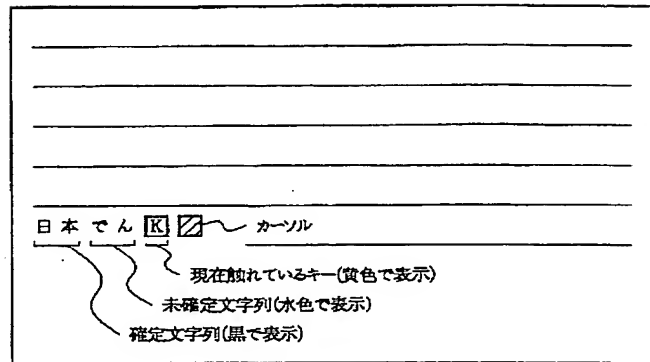 日本 でん K カーソル
現在触れているキー(黄色で表示)
未確定文字列(水色で表示)
確定文字列(黒で表示)